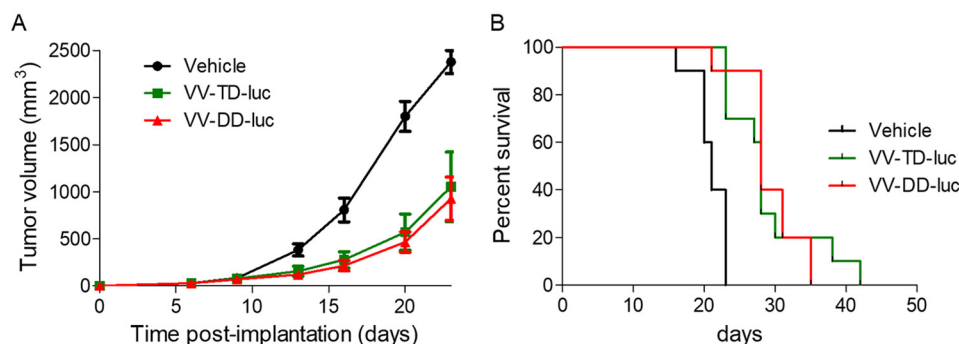 A
Tumor volume (mm³)
2500
2000
1500
1000
500
0
0
5
10
15
20
Time post-implantation (days)
Vehicle
VV-TD-luc
VV-DD-luc
B
Percent survival
100
80
60
40
20
0
0
10
20
30
40
50
days
Vehicle
VV-TD-luc
VV-DD-luc